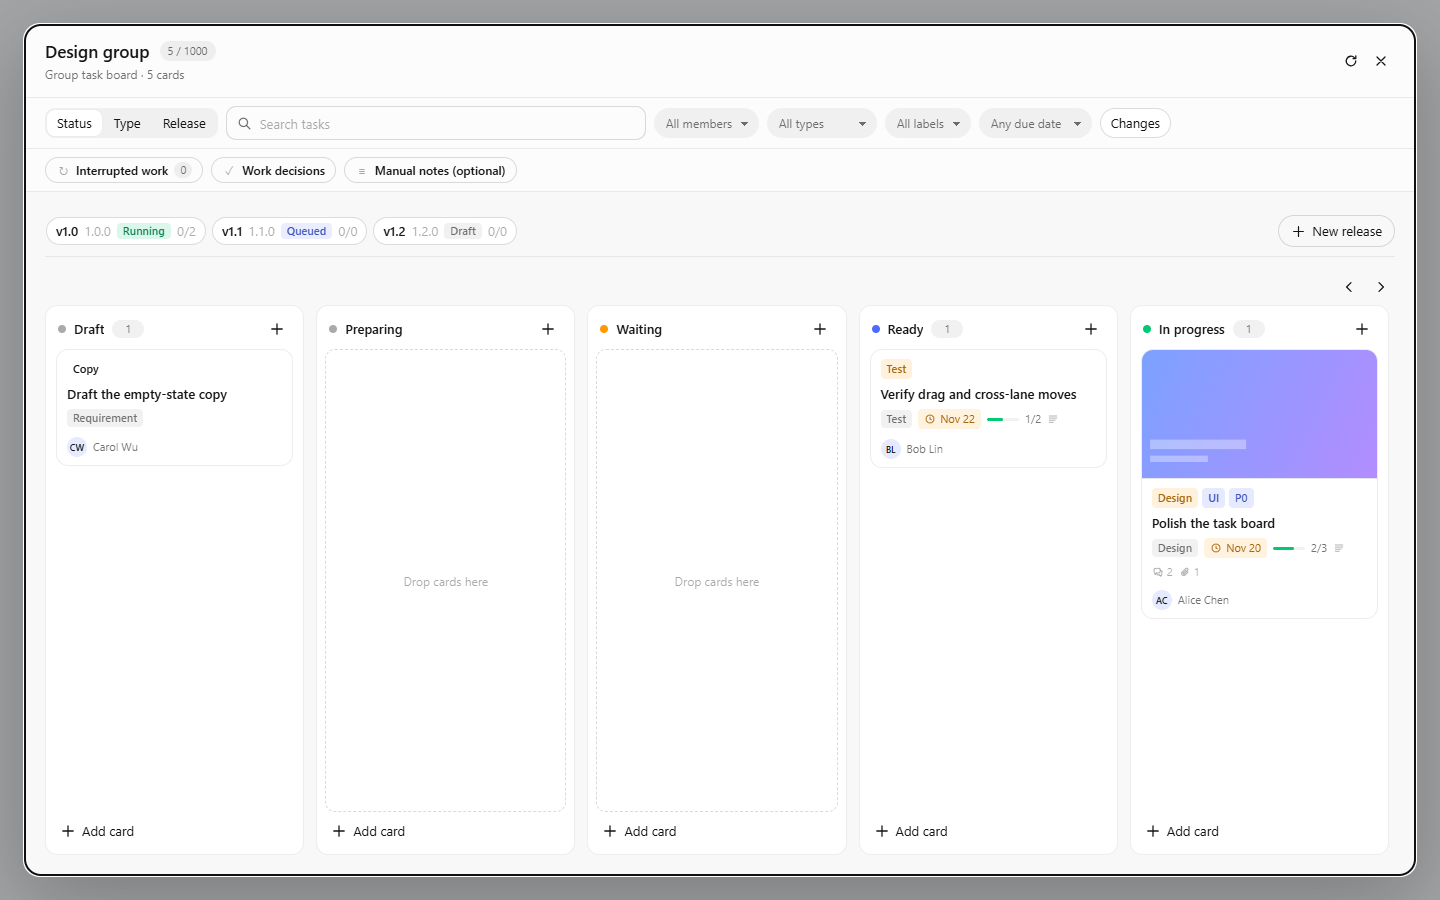 Design group 5 / 1000
Group task board · 5 cards
Status Type Release Search tasks All members All types All labels Any due date Changes
Interrupted work 0 Work decisions Manual notes (optional)
v1.0 1.0.0 Running 0/2 v1.1 1.1.0 Queued 0/0 v1.2 1.2.0 Draft 0/0 New release
Draft 1
Copy
Draft the empty-state copy
Requirement
CW Carol Wu
Add card
Preparing
Drop cards here
Add card
Waiting
Drop cards here
Add card
Ready 1
Test
Verify drag and cross-lane moves
Test Nov 22 1/2
BL Bob Lin
Add card
In progress 1
Design UI P0
Polish the task board
Design Nov 20 2/3
2 1
AC Alice Chen
Add card